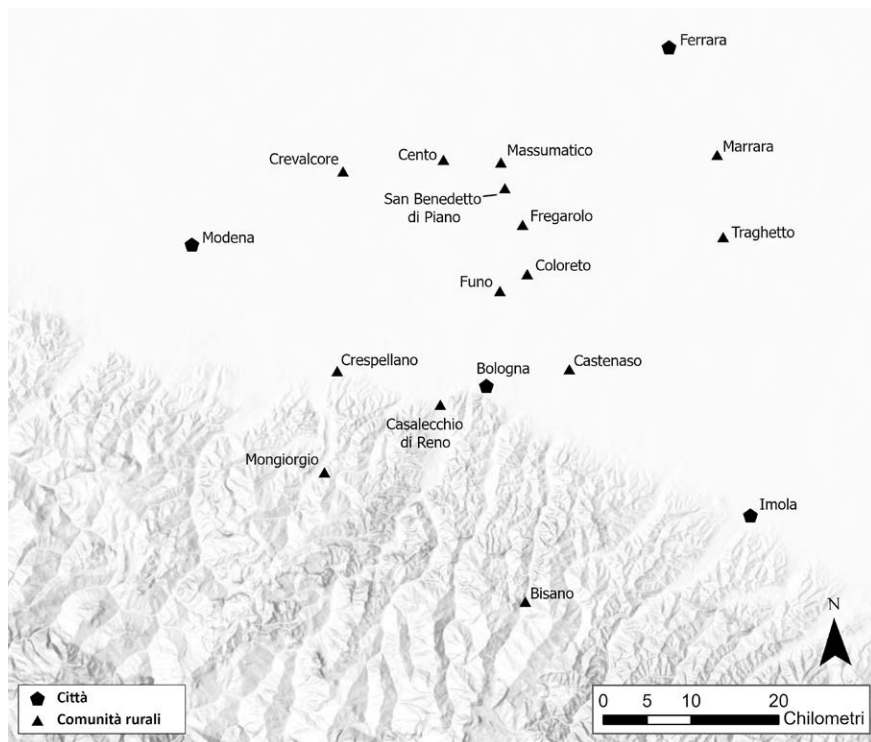 Ferrara
Marrara
Massumatico
Cento
Crevalcore
San Benedetto
di Piano
Fregarolo
Traghetto
Modena
Coloreto
Funo
Crespellano
Bologna
Castenaso
Casalecchio
di Reno
Mongiorgio
Imola
Bisano
N
Città
Comunità rurali
0 5 10 20
Chilometri